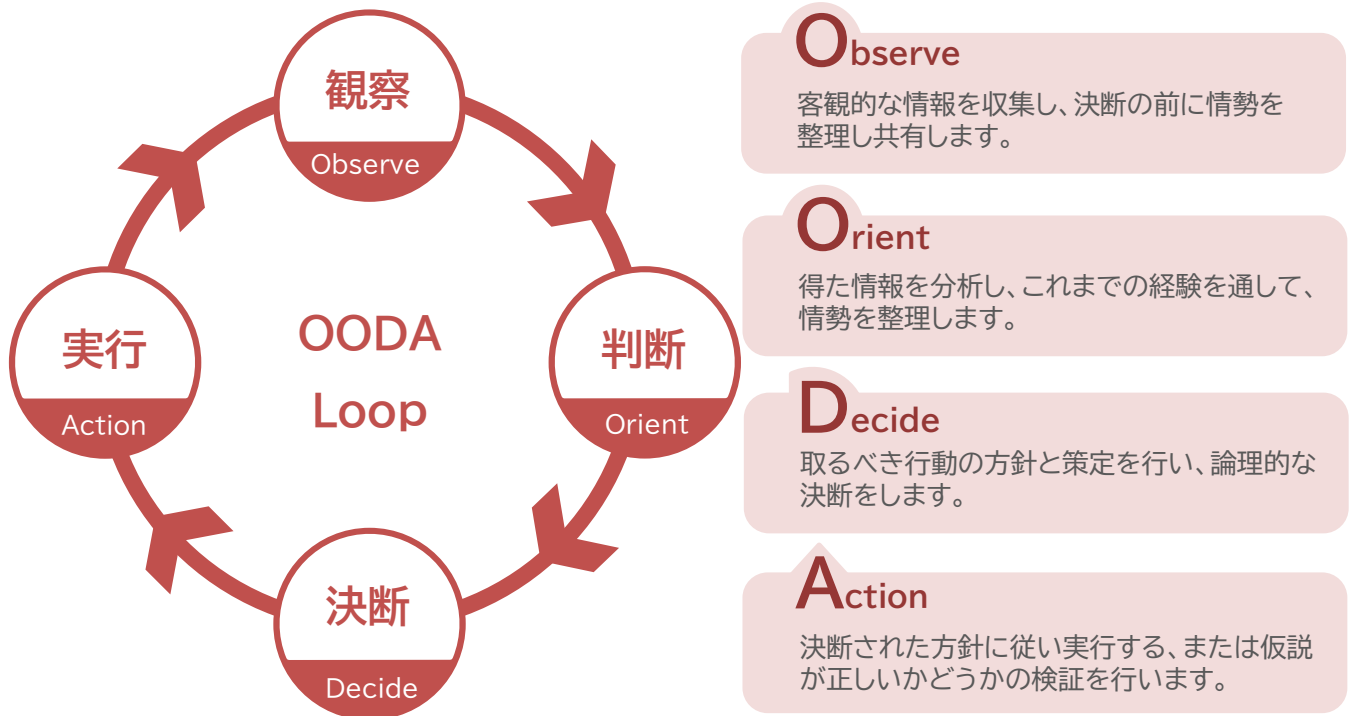 観察
Observe
実行
Action
OODA
Loop
判断
Orient
決断
Decide
Observe
客観的な情報を収集し、決断の前に情勢を
整理し共有します。
Orient
得た情報を分析し、これまでの経験を通して、
情勢を整理します。
Decide
取るべき行動の方針と策定を行い、論理的な
決断をします。
Action
決断された方針に従い実行する、または仮説
が正しいかどうかの検証を行います。